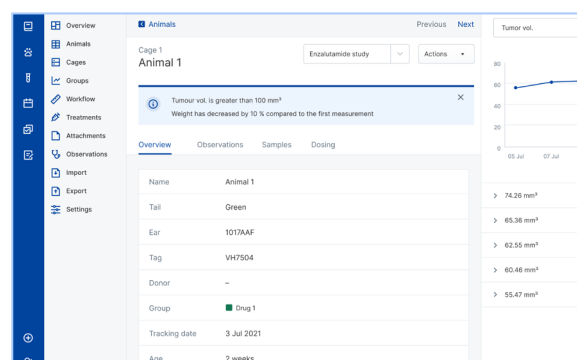 Overview
Animals
Cages
Groups
Workflow
Treatments
Attachments
Observations
Import
Export
Settings
Animals
Previous Next
Cage 1
Animal 1
Enzalutamide study
Actions
Tumour vol. is greater than 100 mm³
Weight has decreased by 10 % compared to the first measurement
Overview Observations Samples Dosing
Name Animal 1
Tail Green
Ear 1017AAF
Tag VH7504
Donor –
Group Drug 1
Tracking date 3 Jul 2021
Age 2 weeks
Tumor vol.
80
60
40
20
0
05 Jul 07 Jul
74.26 mm³
65.36 mm³
62.55 mm³
60.46 mm³
55.47 mm³